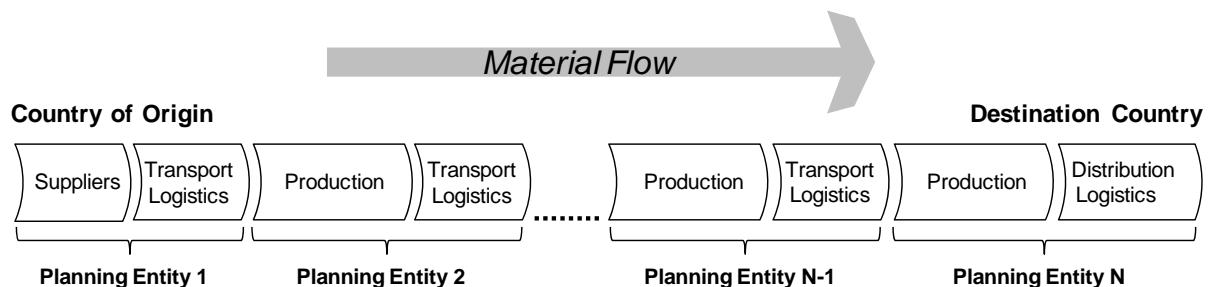 Material Flow
Country of Origin
Destination Country
Suppliers
Transport
Logistics
Production
Transport
Logistics
Production
Transport
Logistics
Production
Distribution
Logistics
Planning Entity 1
Planning Entity 2
Planning Entity N-1
Planning Entity N